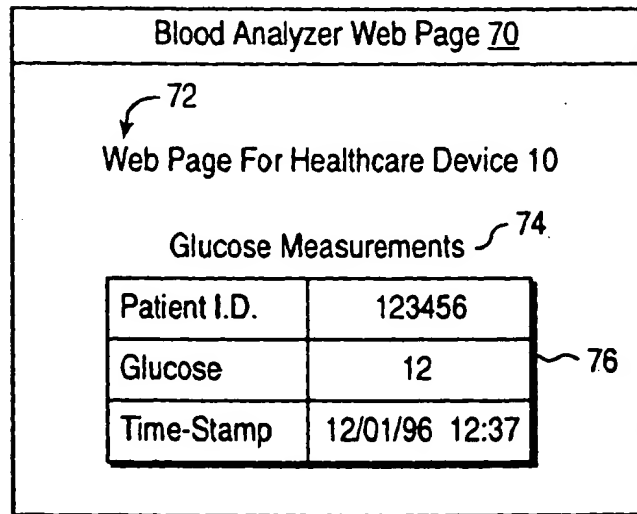 Blood Analyzer Web Page 70
72
Web Page For Healthcare Device 10
Glucose Measurements 74
Patient I.D. 123456
Glucose 12 76
Time-Stamp 12/01/96 12:37